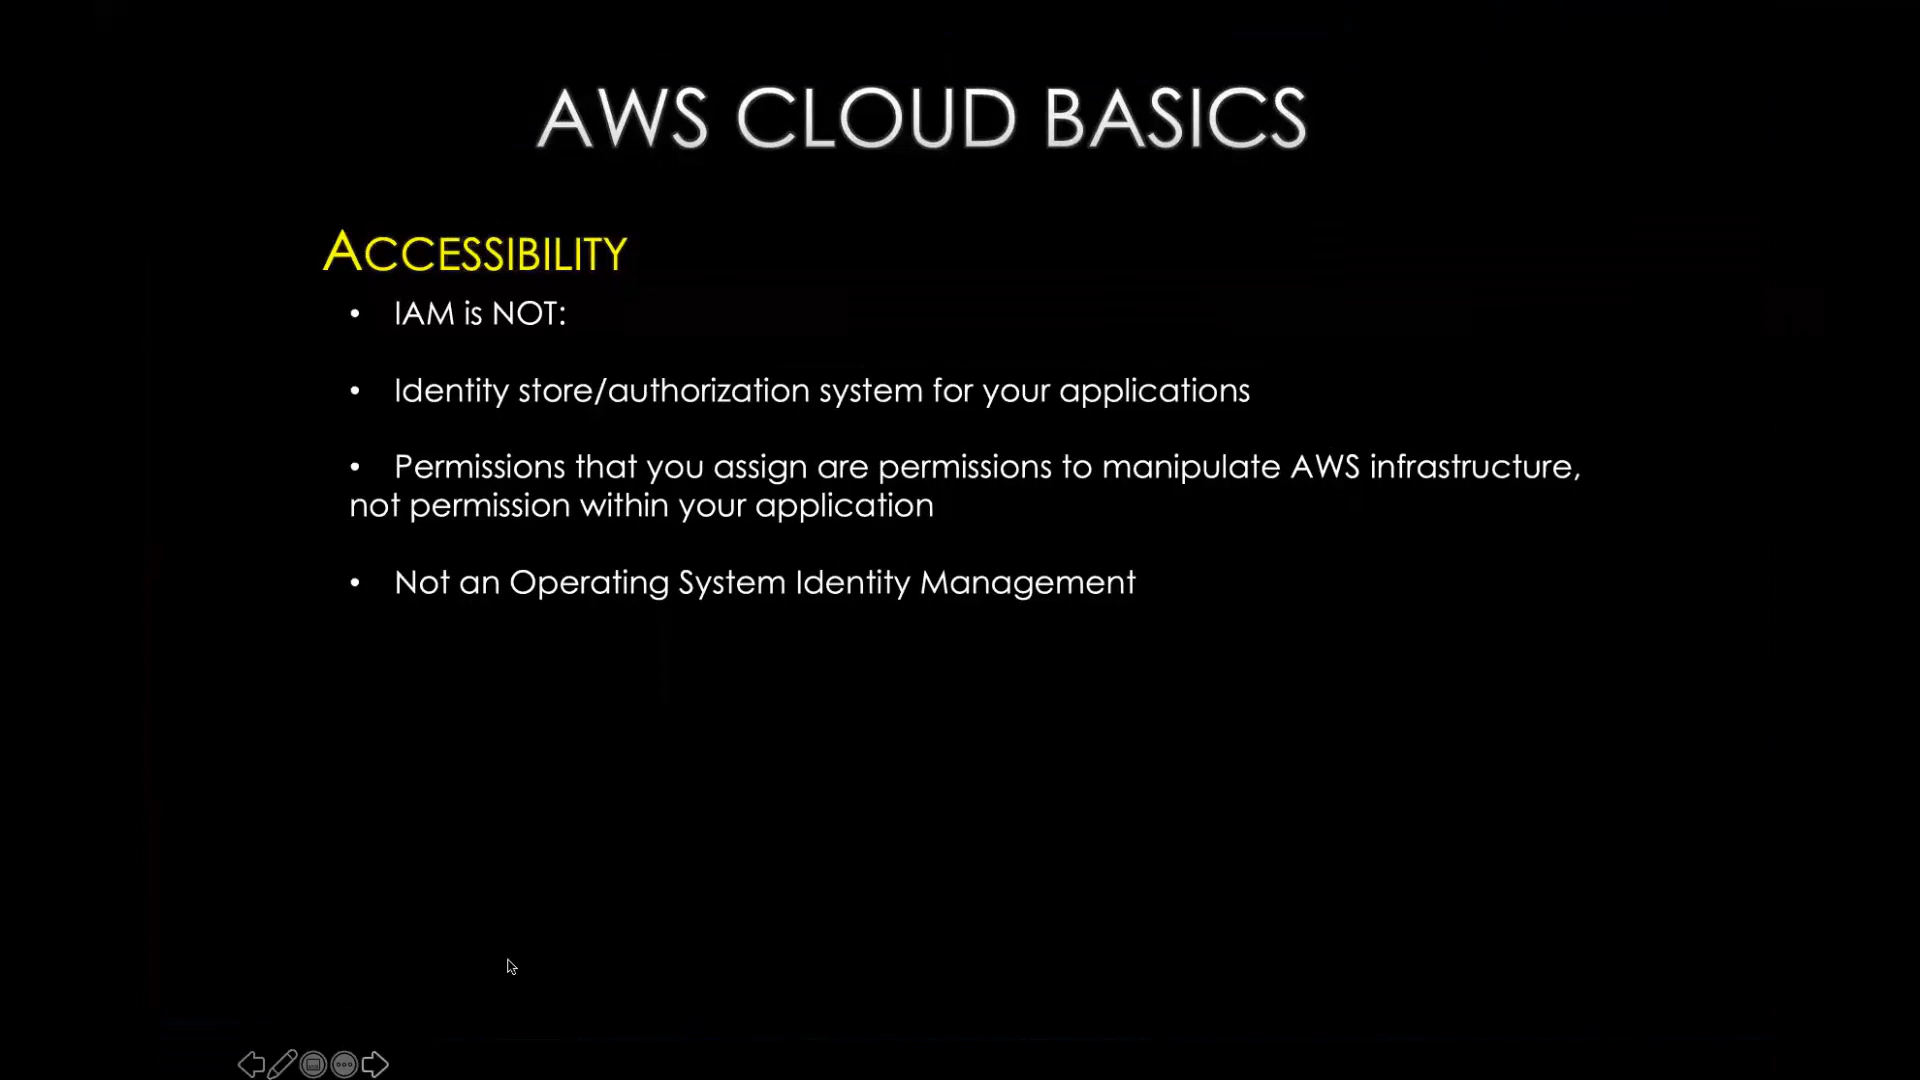 AWS CLOUD BASICS
ACCESSIBILITY
• IAM is NOT:
• Identity store/authorization system for your applications
• Permissions that you assign are permissions to manipulate AWS infrastructure,
not permission within your application
• Not an Operating System Identity Management